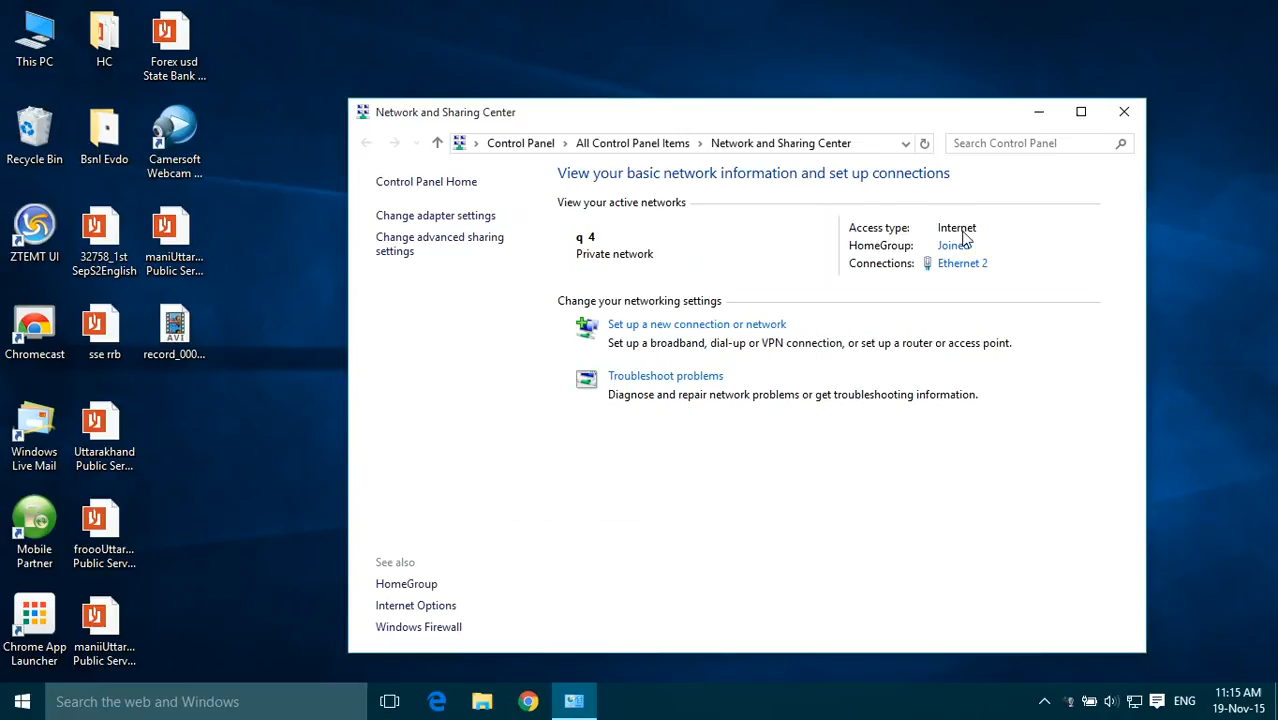 This PC
HC
Forex usd
State Bank ...
Recycle Bin
Bsnl Evdo
Camersoft
Webcam ...
ZTEMT UI
32758_1st
SepS2English
maniUttar...
Public Ser...
Chromecast
sse rrb
AVI
record_000...
Windows
Live Mail
Uttarakhand
Public Ser...
Mobile
Partner
froooUttar...
Public Serv...
Chrome App
Launcher
maniiUttar...
Public Serv...
Network and Sharing Center
Control Panel > All Control Panel Items > Network and Sharing Center
Search Control Panel
Control Panel Home
Change adapter settings
Change advanced sharing
settings
View your basic network information and set up connections
View your active networks
q 4
Private network
Access type: Internet
HomeGroup: Joined
Connections: Ethernet 2
Change your networking settings
Set up a new connection or network
Set up a broadband, dial-up or VPN connection, or set up a router or access point.
Troubleshoot problems
Diagnose and repair network problems or get troubleshooting information.
See also
HomeGroup
Internet Options
Windows Firewall
Search the web and Windows
ENG
11:15 AM
19-Nov-15